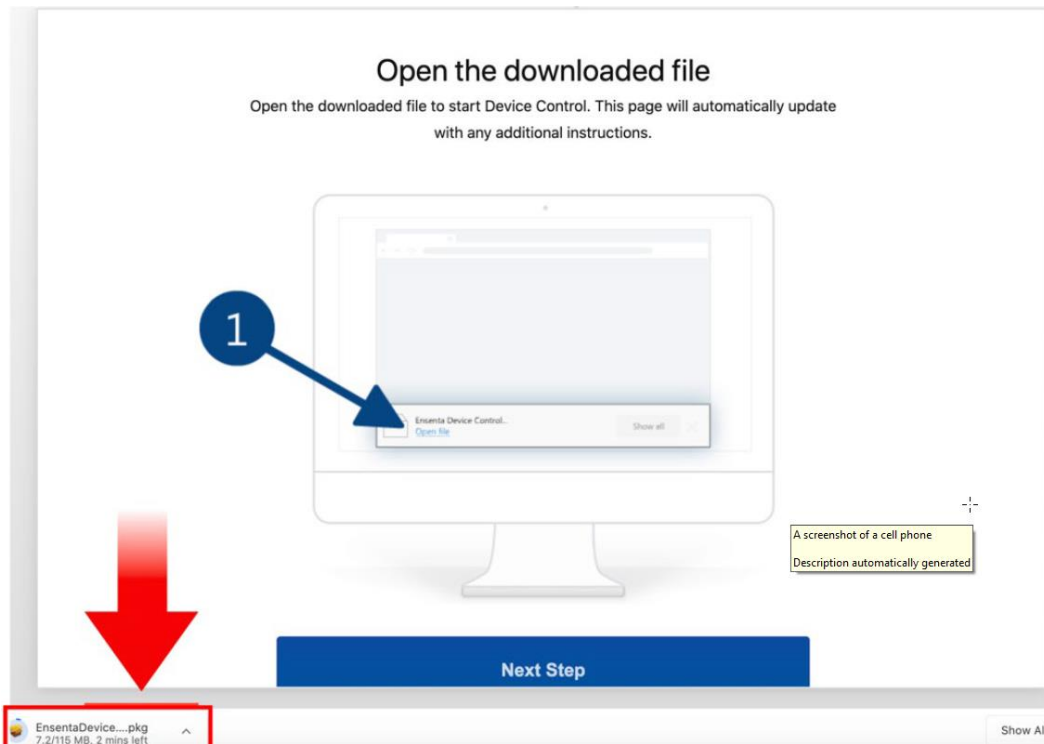 Open the downloaded file
Open the downloaded file to start Device Control. This page will automatically update
with any additional instructions.
1
Ensenta Device Control...
Open file
Show all
A screenshot of a cell phone
Description automatically generated
Next Step
EnsentaDevice....pkg
7.2/115 MB, 2 mins left
Show Al